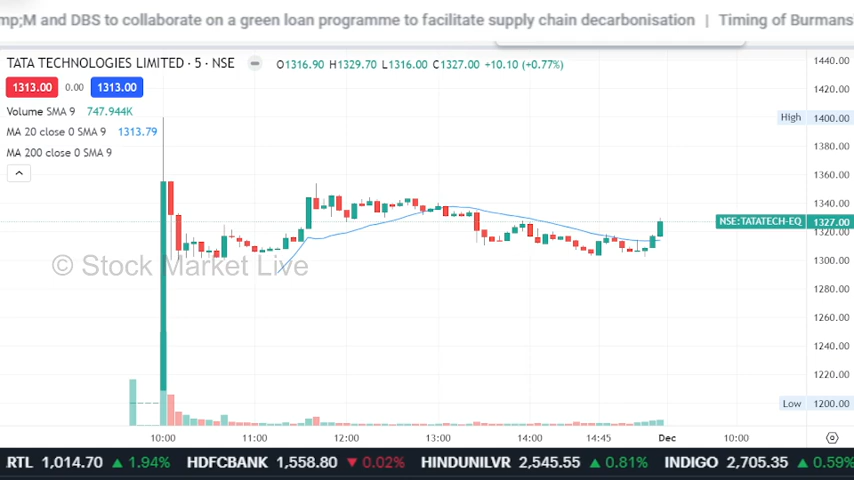 mp;M and DBS to collaborate on a green loan programme to facilitate supply chain decarbonisation | Timing of Burmans
TATA TECHNOLOGIES LIMITED · 5 · NSE O1316.90 H1329.70 L1316.00 C1327.00 +10.10 (+0.77%)
1313.00 0.00 1313.00
Volume SMA 9 747.944K
MA 20 close 0 SMA 9 1313.79
MA 200 close 0 SMA 9
© Stock Market Live
1440.00
1420.00
High 1400.00
1380.00
1360.00
1340.00
NSE:TATATECH-EQ 1327.00
1320.00
1300.00
1280.00
1260.00
1240.00
1220.00
Low 1200.00
10:00 11:00 12:00 13:00 14:00 14:45 Dec 10:00
RTL 1,014.70 ▲ 1.94% HDFCBANK 1,558.80 ▼ 0.02% HINDUNILVR 2,545.55 ▲ 0.81% INDIGO 2,705.35 ▲ 0.59%